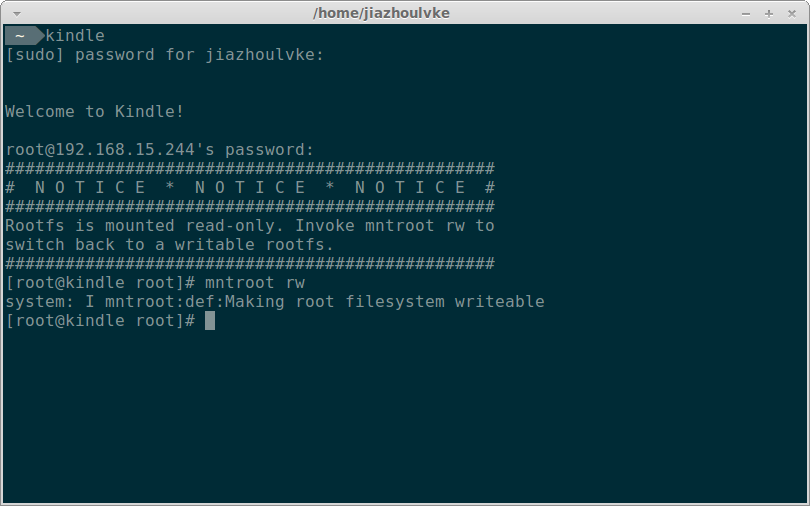 /home/jiazhoulvke
~ kindle
[sudo] password for jiazhoulvke:
Welcome to Kindle!
root@192.168.15.244's password:
#################################################
#  N O T I C E  *  N O T I C E  *  N O T I C E  #
#################################################
Rootfs is mounted read-only. Invoke mntroot rw to
switch back to a writable rootfs.
#################################################
[root@kindle root]# mntroot rw
system: I mntroot:def:Making root filesystem writeable
[root@kindle root]#